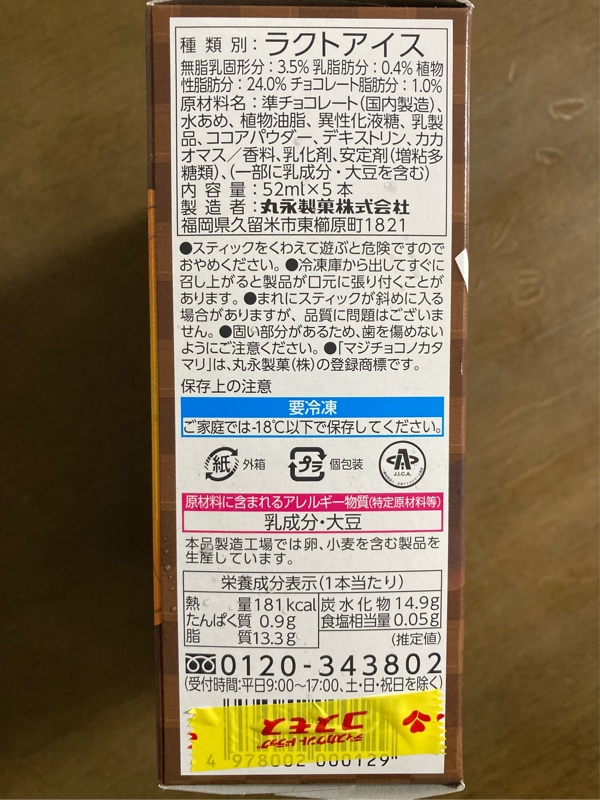 種類別：ラクトアイス
無脂乳固形分：3.5% 乳脂肪分：0.4% 植物
性脂肪分：24.0% チョコレート脂肪分：1.0%
原材料名：準チョコレート(国内製造)、
水あめ、植物油脂、異性化液糖、乳製
品、ココアパウダー、デキストリン、カカ
オマス／香料、乳化剤、安定剤(増粘多
糖類)、(一部に乳成分・大豆を含む)
内容量：52ml×5本
製造者：丸永製菓株式会社
福岡県久留米市東櫛原町1821
●スティックをくわえて遊ぶと危険ですので
おやめください。●冷凍庫から出してすぐに
召し上がると製品が口元に張り付くことが
あります。●まれにスティックが斜めに入る
場合がありますが、品質に問題はございま
せん。●固い部分があるため、歯を傷めない
ようにご注意ください。●「マジチョコノカタ
マリ」は、丸永製菓(株)の登録商標です。
保存上の注意
要冷凍
ご家庭では-18℃以下で保存してください。
紙 外箱 プラ 個包装 J.I.C.A.
原材料に含まれるアレルギー物質(特定原材料等)
乳成分・大豆
本品製造工場では卵、小麦を含む製品を
生産しています。
栄養成分表示(1本当たり)
熱量181kcal 炭水化物14.9g
たんぱく質 0.9g 食塩相当量0.05g
脂質13.3g (推定値)
0120-343802
(受付時間:平日9:00～17:00、土・日・祝日を除く)
ディスカウント ドラッグ
コスモス
4 978002 000129